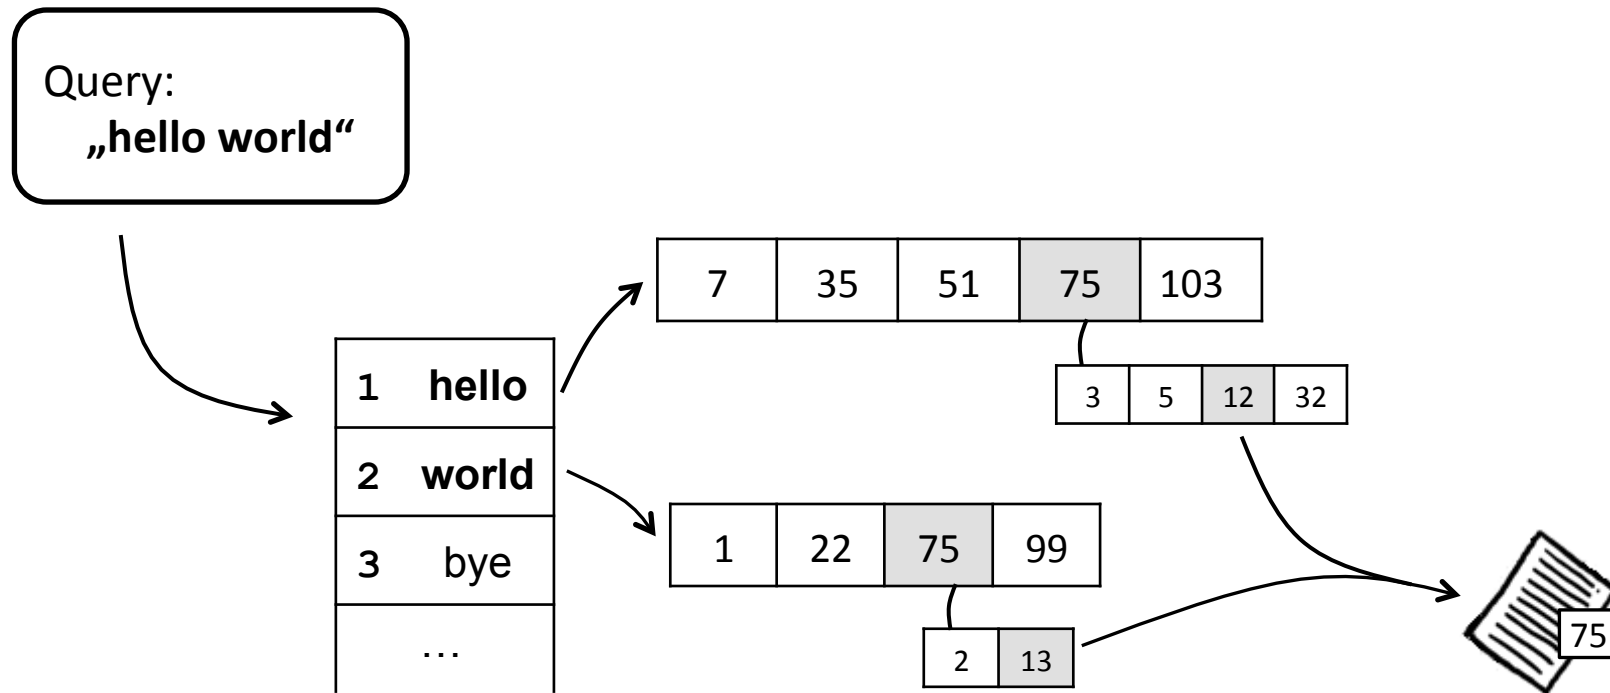 Query:
„hello world“
7 35 51 75 103
1 hello
3 5 12 32
2 world
1 22 75 99
3 bye
2 13
75
...